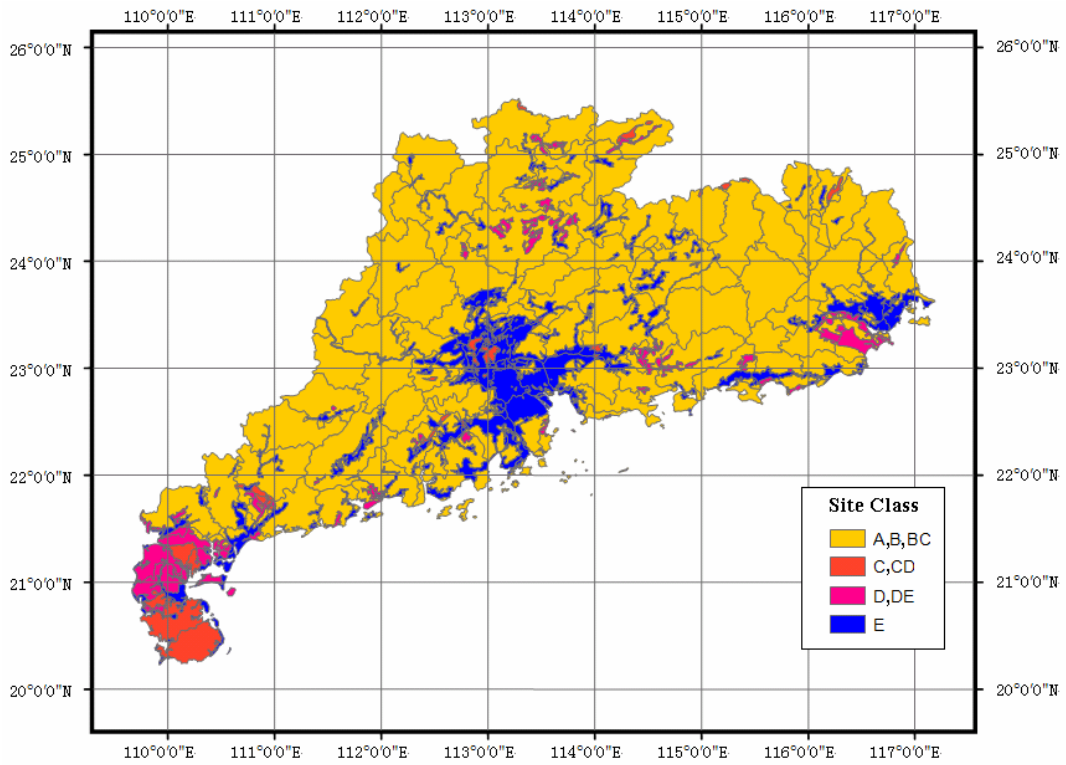 110°0'0"E 111°0'0"E 112°0'0"E 113°0'0"E 114°0'0"E 115°0'0"E 116°0'0"E 117°0'0"E
26°0'0"N 26°0'0"N
25°0'0"N 25°0'0"N
24°0'0"N 24°0'0"N
23°0'0"N 23°0'0"N
22°0'0"N 22°0'0"N
Site Class
A,B,BC
C,CD
21°0'0"N 21°0'0"N
D,DE
E
20°0'0"N 20°0'0"N
110°0'0"E 111°0'0"E 112°0'0"E 113°0'0"E 114°0'0"E 115°0'0"E 116°0'0"E 117°0'0"E